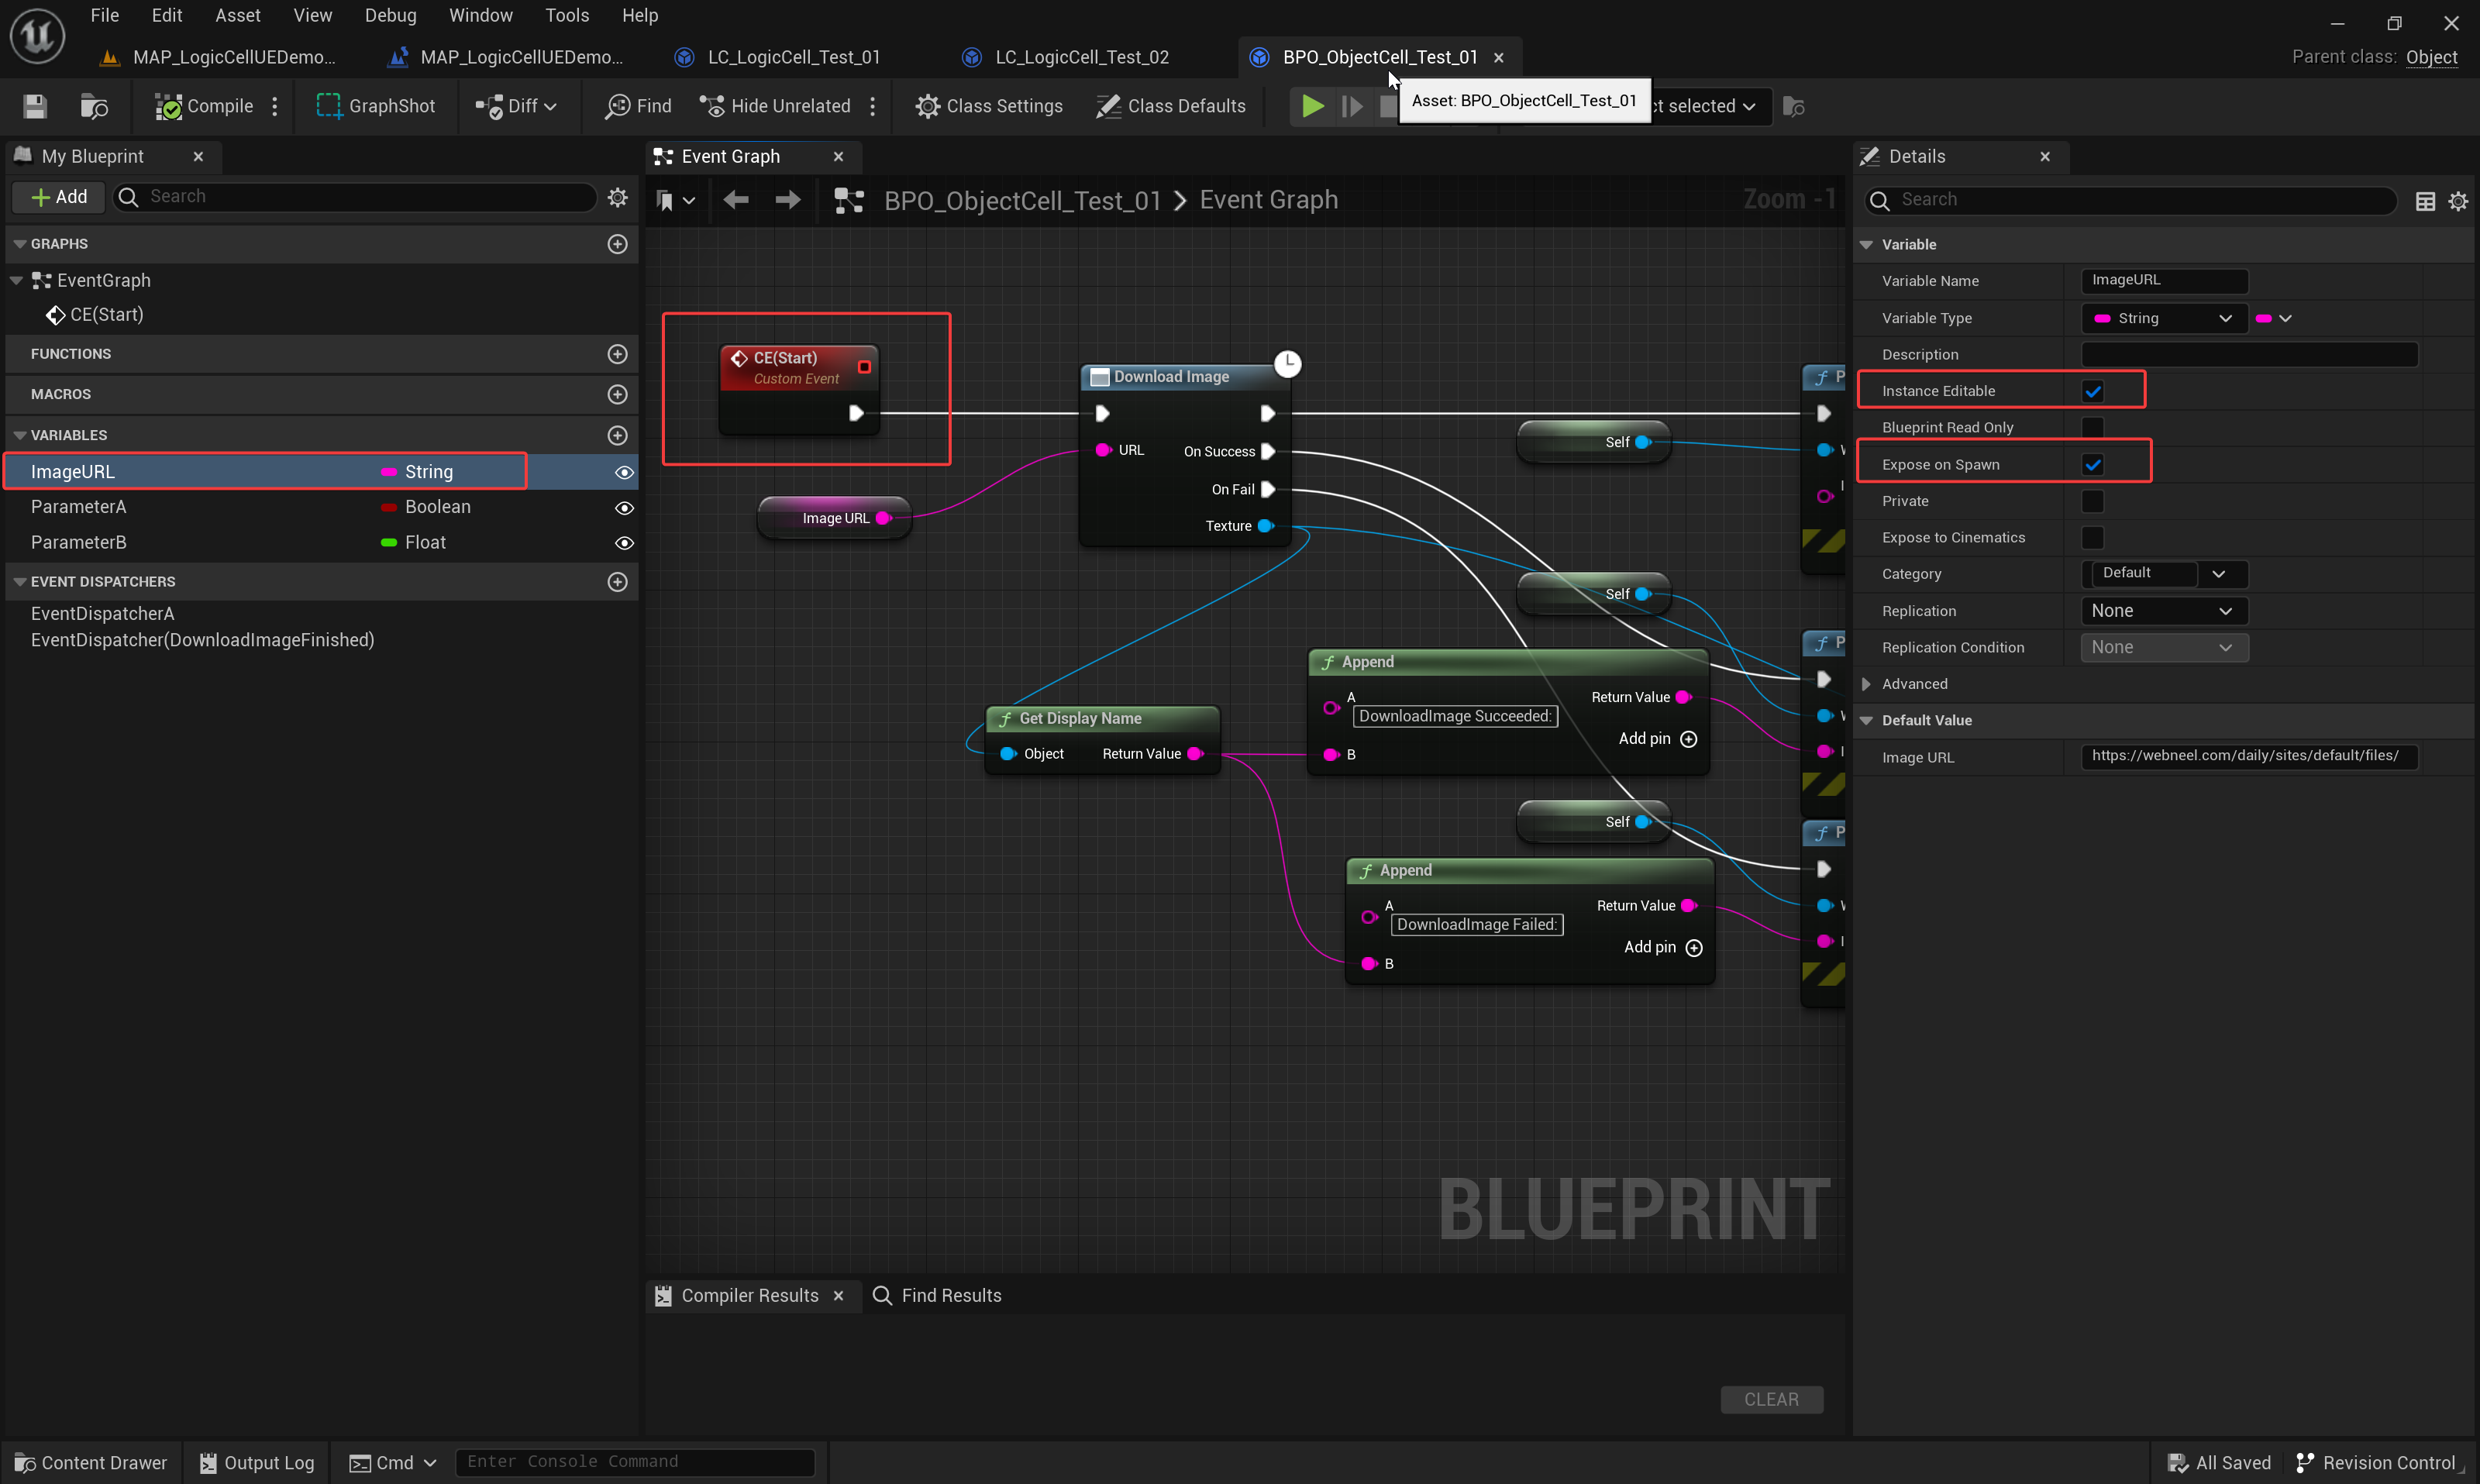 File Edit Asset View Debug Window Tools Help
MAP_LogicCellUEDemo... MAP_LogicCellUEDemo... LC_LogicCell_Test_01 LC_LogicCell_Test_02 BPO_ObjectCell_Test_01 Parent class: Object
Compile GraphShot Diff Find Hide Unrelated Class Settings Class Defaults Asset: BPO_ObjectCell_Test_01 selected
My Blueprint
Add Search
GRAPHS
EventGraph
CE(Start)
FUNCTIONS
MACROS
VARIABLES
ImageURL String
ParameterA Boolean
ParameterB Float
EVENT DISPATCHERS
EventDispatcherA
EventDispatcher(DownloadImageFinished)
Event Graph
BPO_ObjectCell_Test_01 > Event Graph Zoom -1
CE(Start)
Custom Event
Download Image
URL On Success
On Fail
Texture
Image URL
Self
Self
Get Display Name
Object Return Value
Append
A Return Value
DownloadImage Succeeded:
Add pin
B
Self
Append
A Return Value
DownloadImage Failed:
Add pin
B
BLUEPRINT
Compiler Results Find Results
CLEAR
Details
Search
Variable
Variable Name ImageURL
Variable Type String
Description
Instance Editable
Blueprint Read Only
Expose on Spawn
Private
Expose to Cinematics
Category Default
Replication None
Replication Condition None
Advanced
Default Value
Image URL https://webneel.com/daily/sites/default/files/
Content Drawer Output Log Cmd Enter Console Command All Saved Revision Control